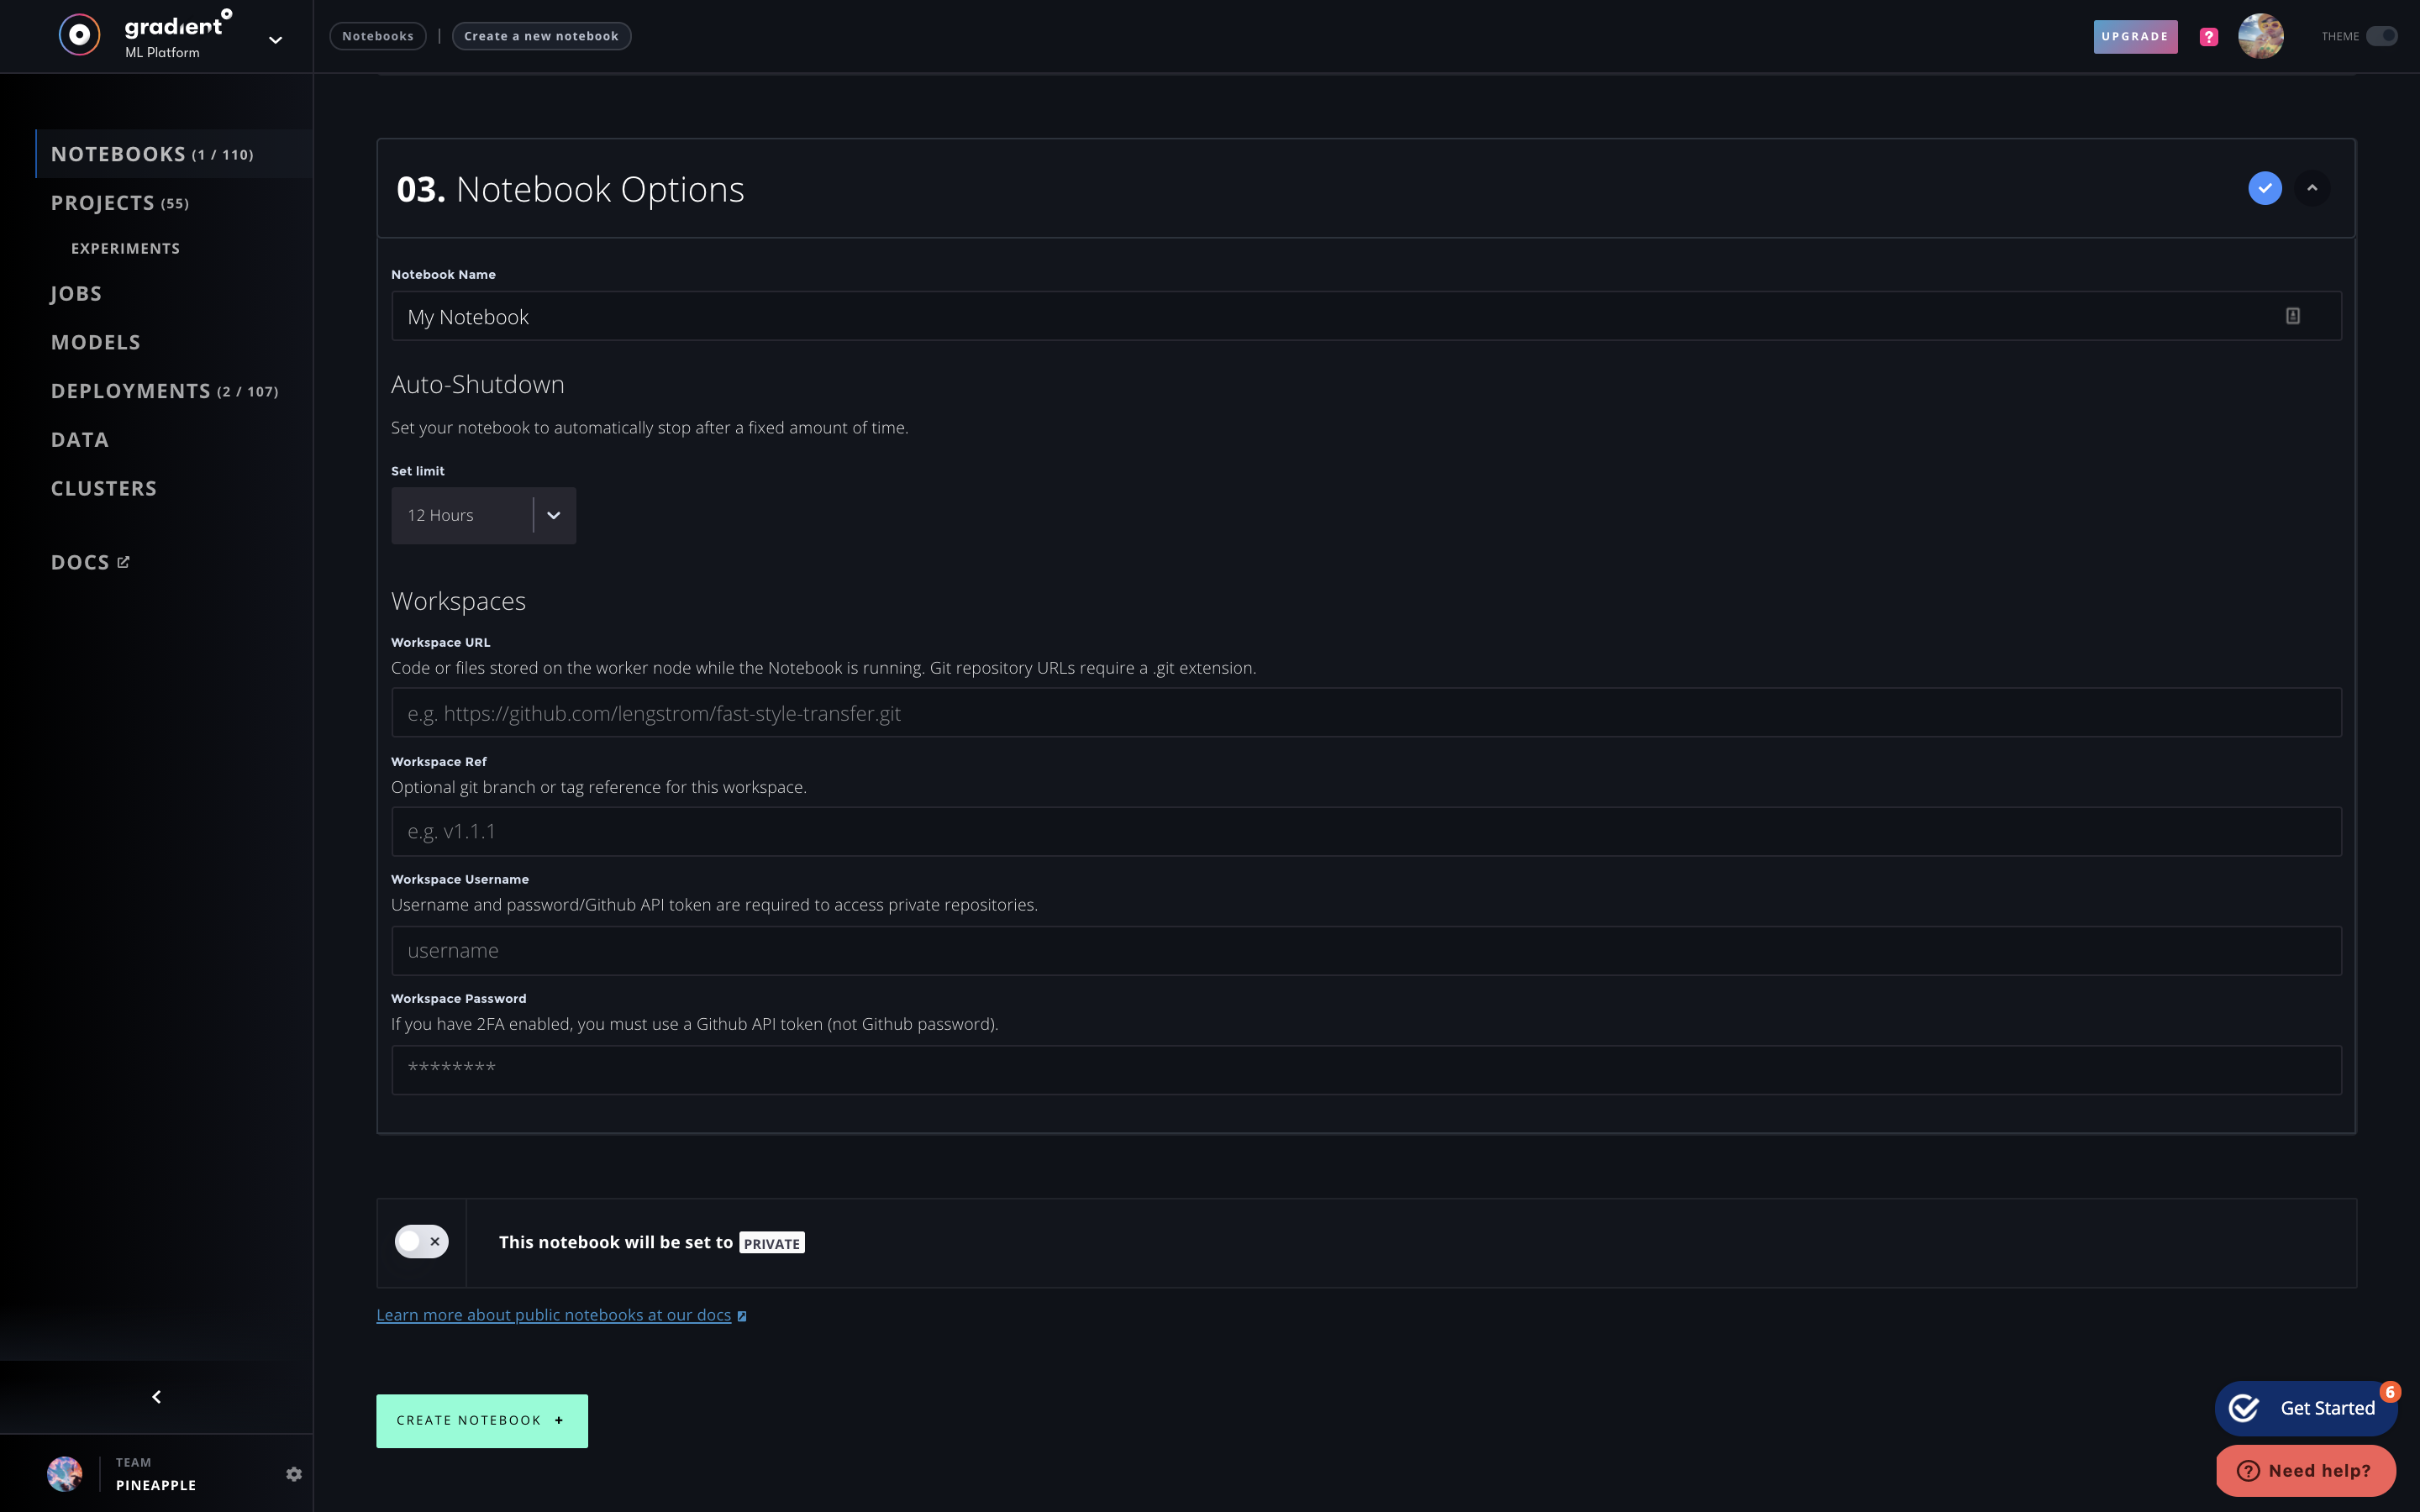 gradient
ML Platform
Notebooks | Create a new notebook
UPGRADE
?
THEME
NOTEBOOKS (1 / 110)
PROJECTS (55)
EXPERIMENTS
JOBS
MODELS
DEPLOYMENTS (2 / 107)
DATA
CLUSTERS
DOCS
TEAM
PINEAPPLE
03. Notebook Options
Notebook Name
My Notebook
Auto-Shutdown
Set your notebook to automatically stop after a fixed amount of time.
Set limit
12 Hours
Workspaces
Workspace URL
Code or files stored on the worker node while the Notebook is running. Git repository URLs require a .git extension.
e.g. https://github.com/lengstrom/fast-style-transfer.git
Workspace Ref
Optional git branch or tag reference for this workspace.
e.g. v1.1.1
Workspace Username
Username and password/Github API token are required to access private repositories.
username
Workspace Password
If you have 2FA enabled, you must use a Github API token (not Github password).
********
This notebook will be set to PRIVATE
Learn more about public notebooks at our docs
CREATE NOTEBOOK +
6
Get Started
? Need help?